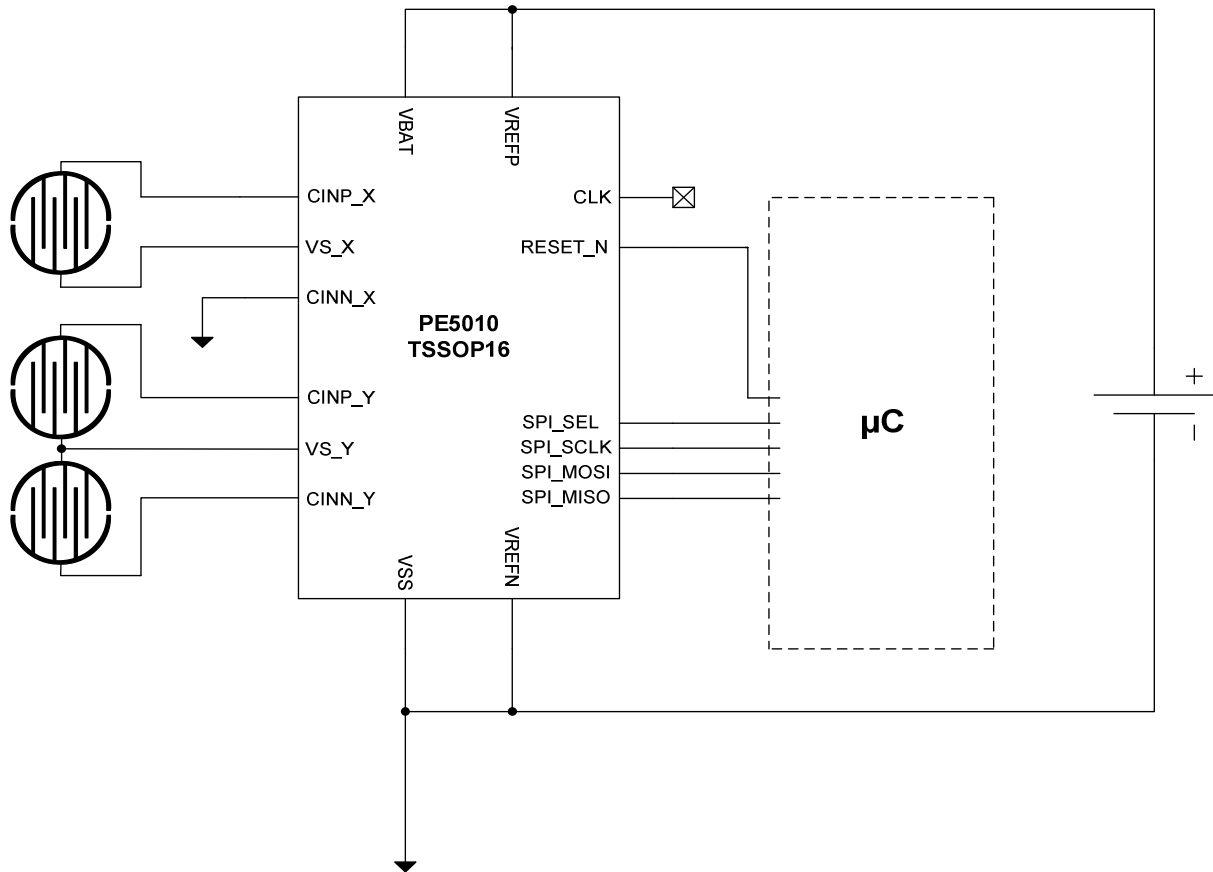 VBAT
VREFP
CINP_X
VS_X
CINN_X
CINP_Y
VS_Y
CINN_Y
PE5010
TSSOP16
CLK
RESET_N
SPI_SEL
SPI_SCLK
SPI_MOSI
SPI_MISO
VSS
VREFN
µC
+
–